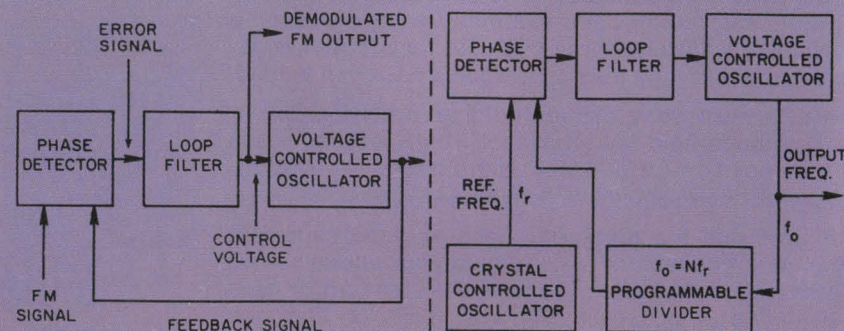 ERROR
SIGNAL
DEMODULATED
FM OUTPUT
PHASE
DETECTOR
LOOP
FILTER
VOLTAGE
CONTROLLED
OSCILLATOR
CONTROL
VOLTAGE
FM
SIGNAL
FEEDBACK SIGNAL
PHASE
DETECTOR
LOOP
FILTER
VOLTAGE
CONTROLLED
OSCILLATOR
REF.
FREQ.
fr
OUTPUT
FREQ.
fo
CRYSTAL
CONTROLLED
OSCILLATOR
fo = Nfr
PROGRAMMABLE
DIVIDER